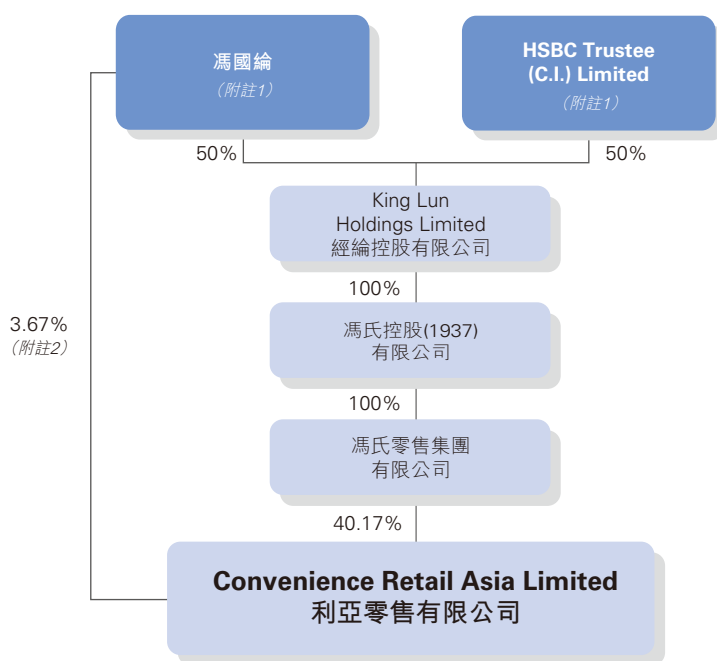 馮國綸
（附註1）
HSBC Trustee
(C.I.) Limited
（附註1）
50%
50%
King Lun
Holdings Limited
經綸控股有限公司
100%
馮氏控股(1937)
有限公司
3.67%
（附註2）
100%
馮氏零售集團
有限公司
40.17%
Convenience Retail Asia Limited
利亞零售有限公司